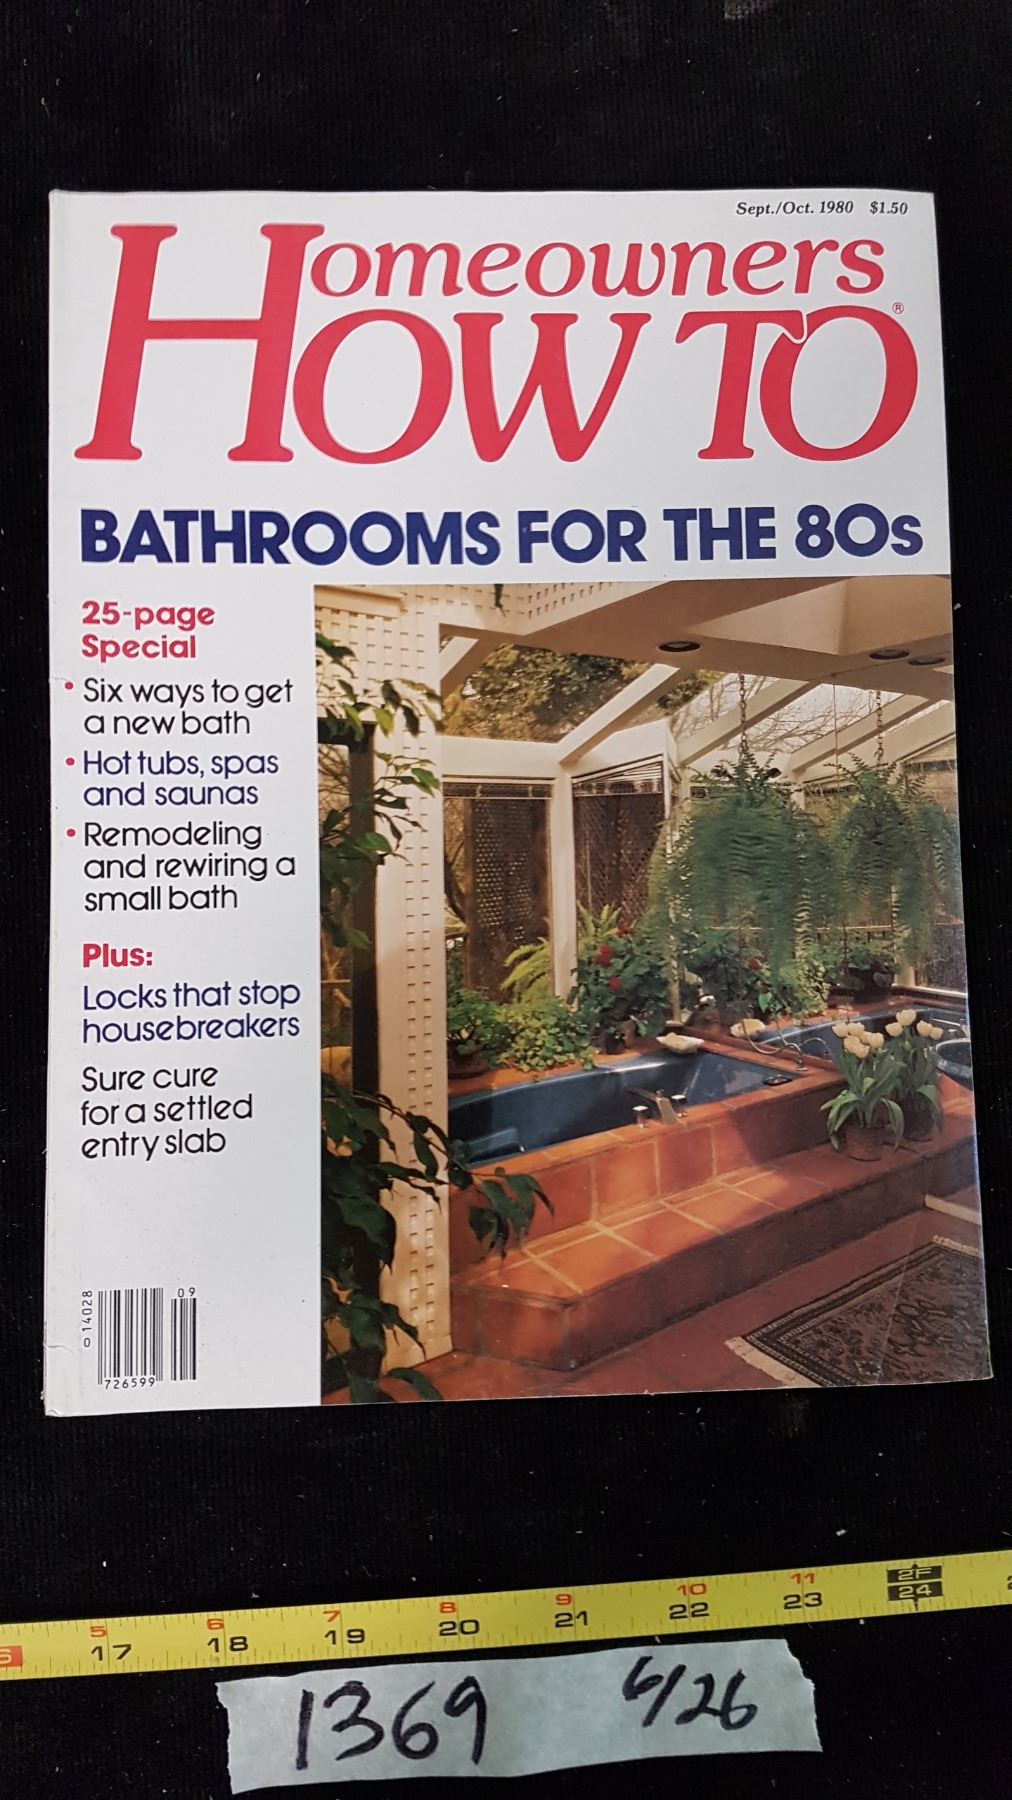 Sept./Oct. 1980 $1.50
Homeowners
How To®
BATHROOMS FOR THE 80s
25-page
Special
• Six ways to get
a new bath
• Hot tubs, spas
and saunas
• Remodeling
and rewiring a
small bath
Plus:
Locks that stop
housebreakers
Sure cure
for a settled
entry slab
0 14028
726599
09
5 6 7 8 9 10 11 2F
17 18 19 20 21 22 23 24
1369 6/26